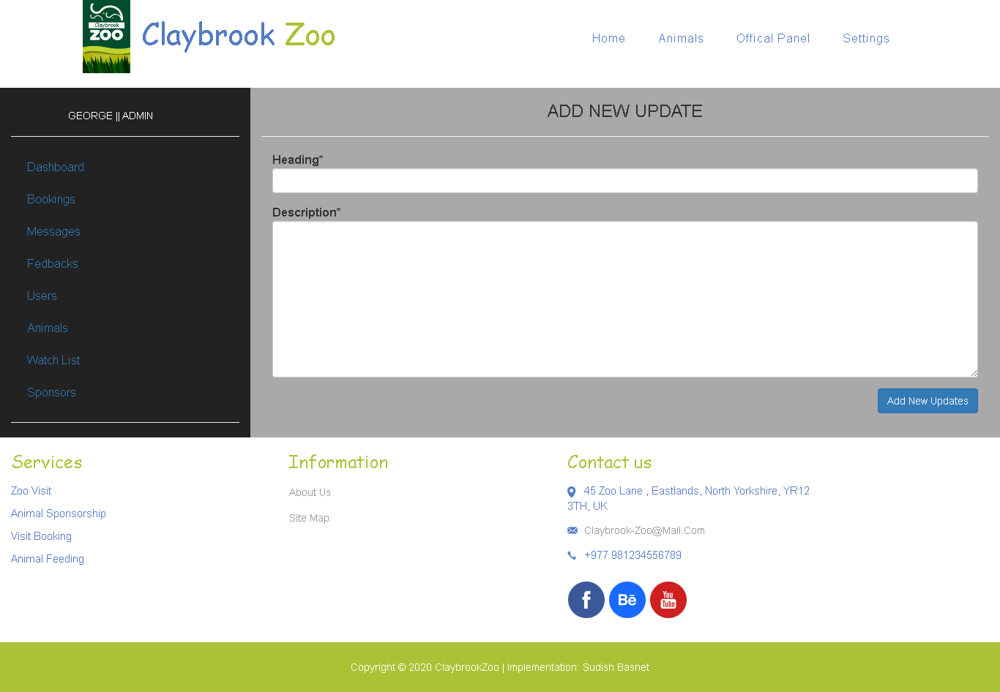 Claybrook
ZOO
Claybrook Zoo
Home Animals Offical Panel Settings
GEORGE || ADMIN
Dashboard
Bookings
Messages
Fedbacks
Users
Animals
Watch List
Sponsors
ADD NEW UPDATE
Heading*
Description*
Add New Updates
Services
Zoo Visit
Animal Sponsorship
Visit Booking
Animal Feeding
Information
About Us
Site Map
Contact us
45 Zoo Lane , Eastlands, North Yorkshire, YR12
3TH, UK
Claybrook-Zoo@Mail.Com
+977 981234556789
f
Bē
You
Tube
Copyright © 2020 ClaybrookZoo | Implementation: Sudish Basnet